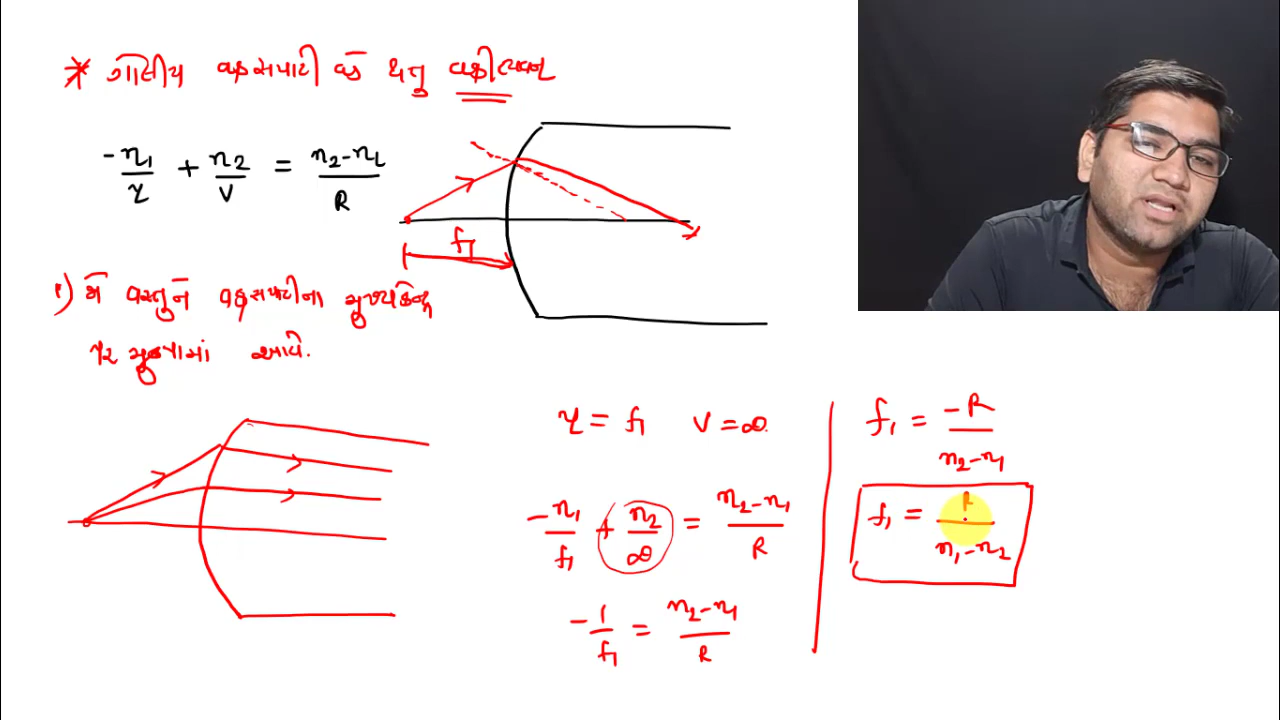 * ગોલીય વક્રસપાટી વડે થતુ વક્રીભવન
-n1/u + n2/v = n2-n1/R
f1
1) જો વસ્તુને વક્રસપાટીના મુખ્યકેન્દ્ર
પર મૂકવામાં આવે.
u = f1 v = ∞.
-n1/f1 + n2/∞ = n2-n1/R
-1/f1 = n2-n1/R
f1 = -R/n2-n1
f1 = /n1-n2